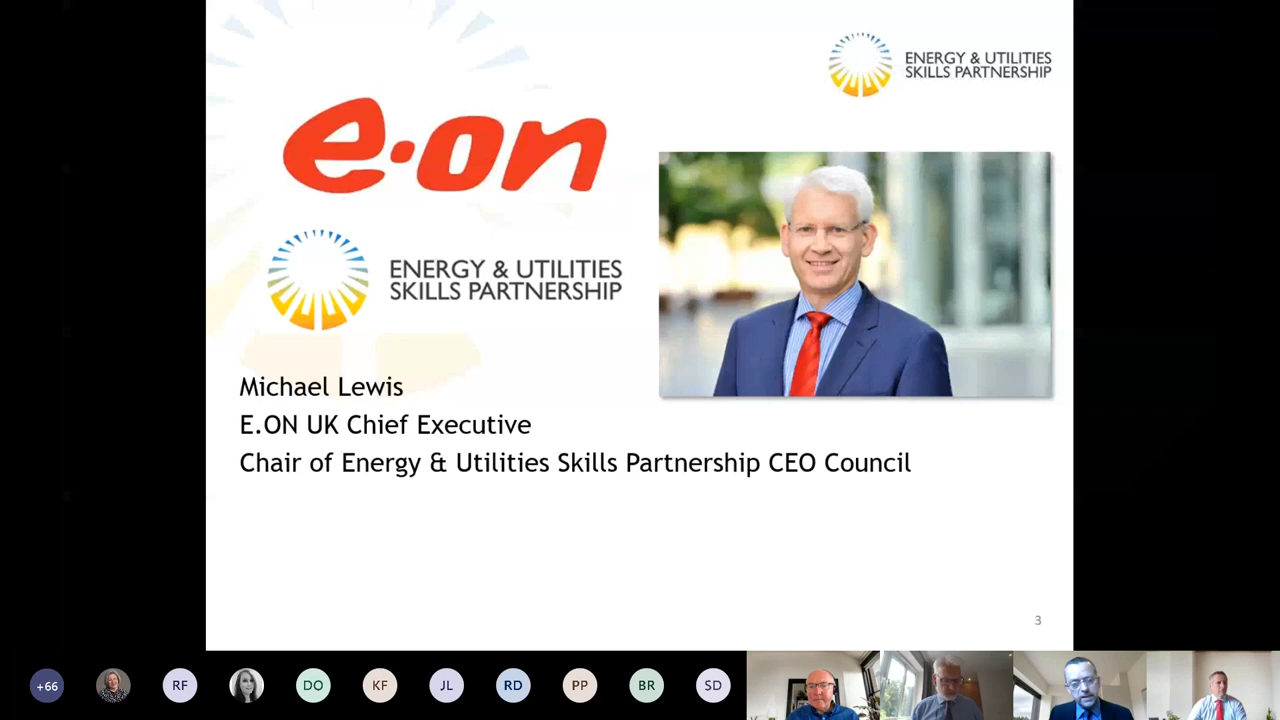 ENERGY & UTILITIES
SKILLS PARTNERSHIP
e·on
ENERGY & UTILITIES
SKILLS PARTNERSHIP
Michael Lewis
E.ON UK Chief Executive
Chair of Energy & Utilities Skills Partnership CEO Council
3
+66
RF
DO
KF
JL
RD
PP
BR
SD